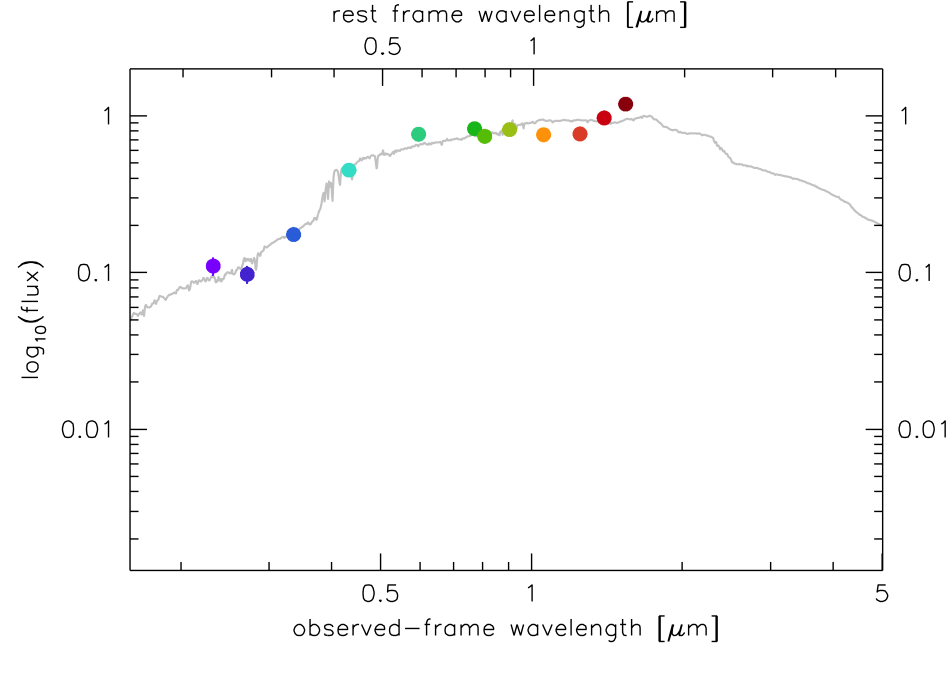 rest frame wavelength [μm]
0.5 1
1 1
0.1 0.1
0.01 0.01
log10(flux)
0.5 1 5
observed-frame wavelength [μm]